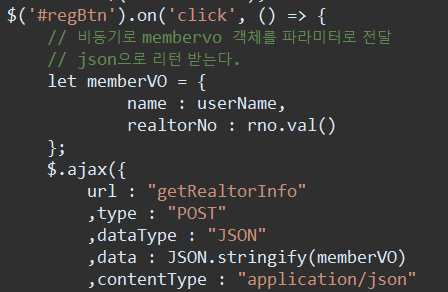 $('#regBtn').on('click', () => {
// 비동기로 membervo 객체를 파라미터로 전달
// json으로 리턴 받는다.
let memberVO = {
name : userName,
realtorNo : rno.val()
};
$.ajax({
url : "getRealtorInfo"
,type : "POST"
,dataType : "JSON"
,data : JSON.stringify(memberVO)
,contentType : "application/json"